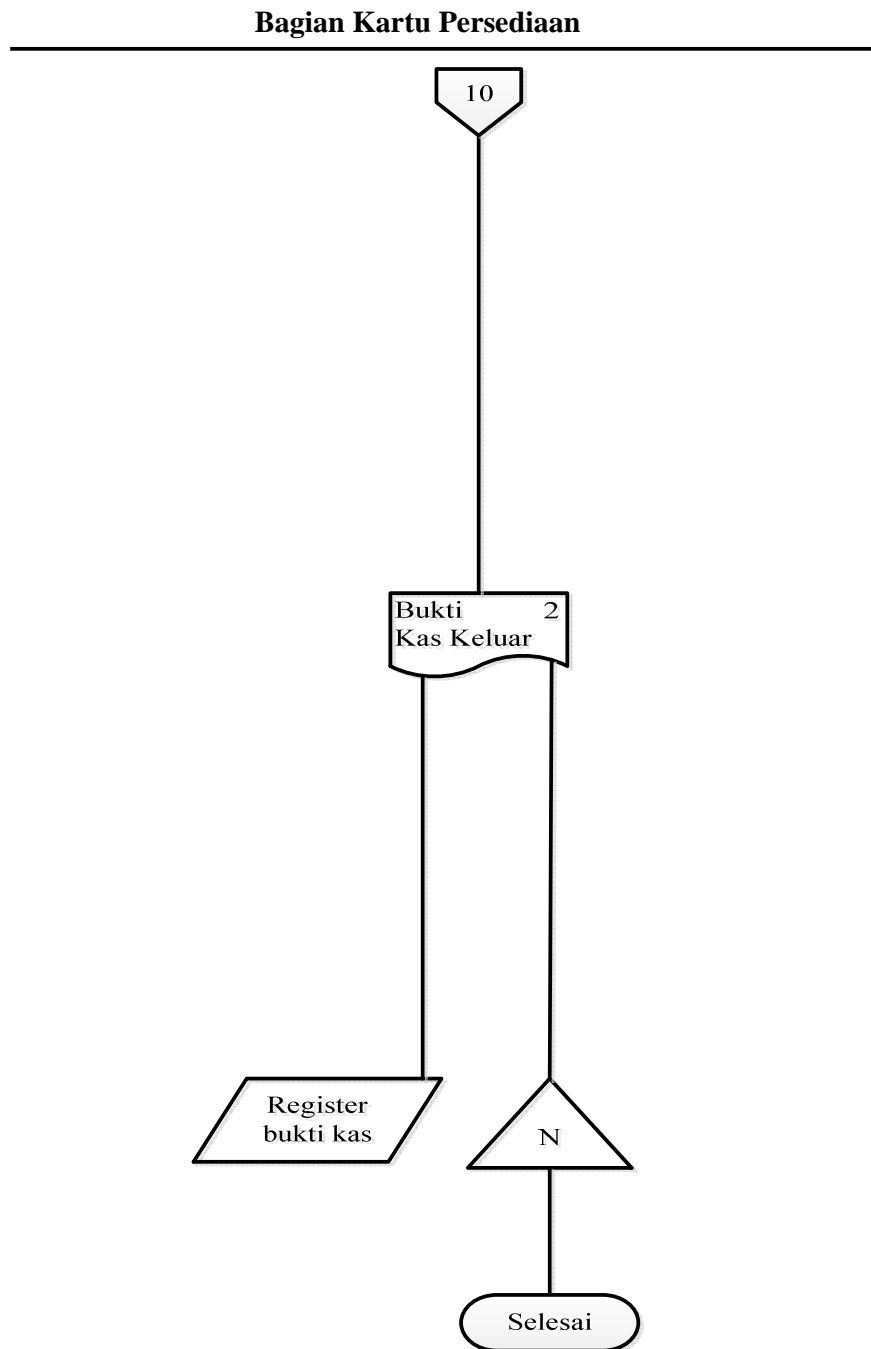 Bagian Kartu Persediaan
10
Bukti 2
Kas Keluar
Register
bukti kas
N
Selesai